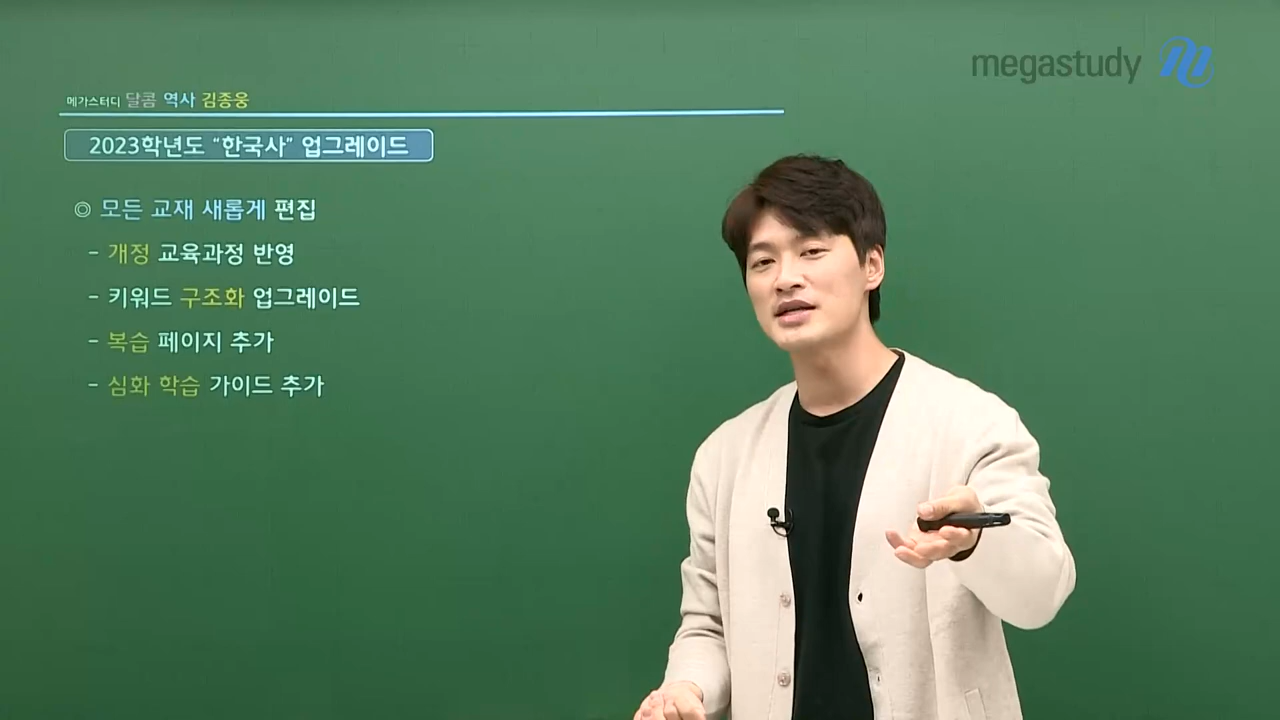 megastudy
메가스터디 달콤 역사 김종웅
2023학년도 “한국사” 업그레이드
◎ 모든 교재 새롭게 편집
- 개정 교육과정 반영
- 키워드 구조화 업그레이드
- 복습 페이지 추가
- 심화 학습 가이드 추가